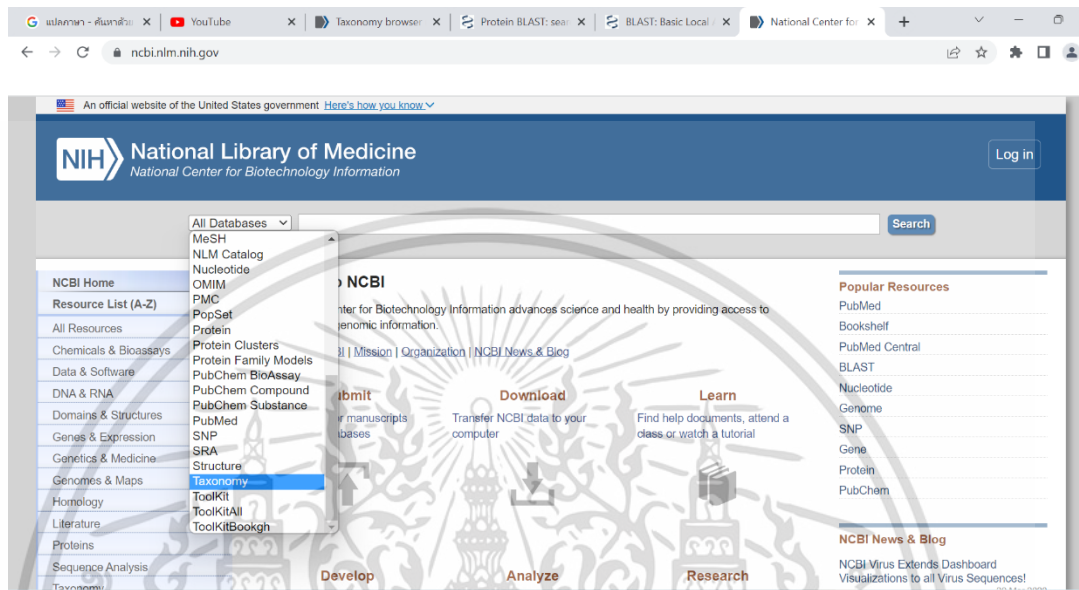 แปลภาษา - ค้นหาด้วย
YouTube
Taxonomy browser
Protein BLAST: sear
BLAST: Basic Local A
National Center for
ncbi.nlm.nih.gov
An official website of the United States government Here's how you know
NIH National Library of Medicine
National Center for Biotechnology Information
Log in
All Databases
Search
MeSH
NLM Catalog
Nucleotide
OMIM
PMC
PopSet
Protein
Protein Clusters
Protein Family Models
PubChem BioAssay
PubChem Compound
PubChem Substance
PubMed
SNP
SRA
Structure
Taxonomy
ToolKit
ToolKitAll
ToolKitBookgh
NCBI Home
Resource List (A-Z)
All Resources
Chemicals & Bioassays
Data & Software
DNA & RNA
Domains & Structures
Genes & Expression
Genetics & Medicine
Genomes & Maps
Homology
Literature
Proteins
Sequence Analysis
Taxonomy
NCBI
for Biotechnology Information advances science and health by providing access to
information.
| Mission | Organization | NCBI News & Blog
manuscripts
Download
Transfer NCBI data to your
computer
Learn
Find help documents, attend a
class or watch a tutorial
Develop
Analyze
Research
Popular Resources
PubMed
Bookshelf
PubMed Central
BLAST
Nucleotide
Genome
SNP
Gene
Protein
PubChem
NCBI News & Blog
NCBI Virus Extends Dashboard
Visualizations to all Virus Sequences!